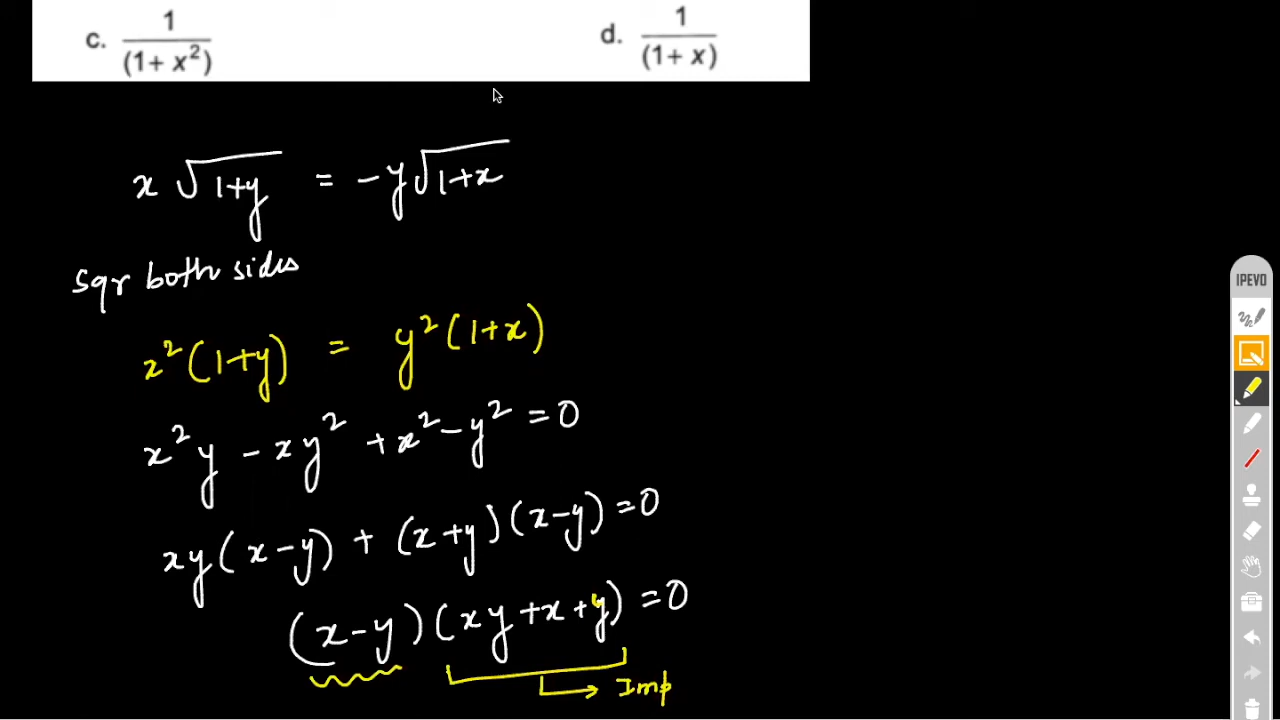 c. 1/(1+ x²)
d. 1/(1+ x)
x √(1+y) = -y√(1+x)
Sqr both sides
x²(1+y) = y²(1+x)
x²y - xy² + x² - y² = 0
xy(x-y) + (x+y)(x-y) = 0
(x-y)(xy+x+y) = 0
Imp
IPEVO